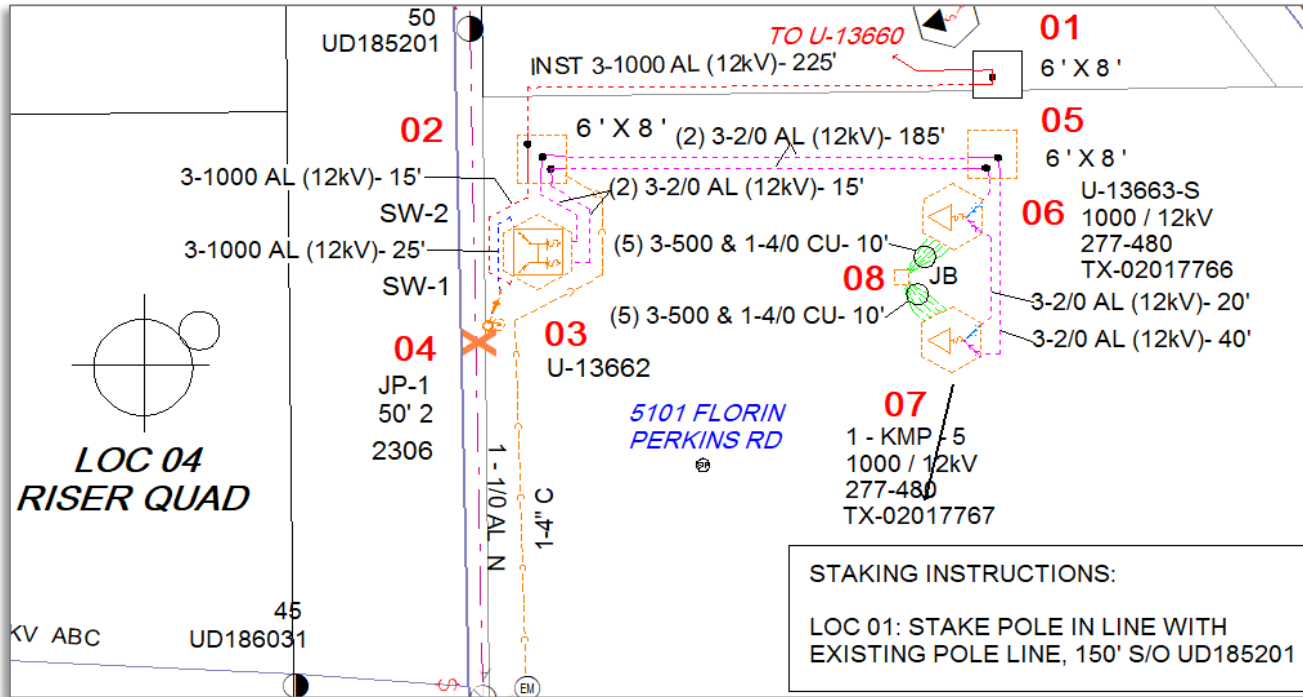 50
UD185201
TO U-13660
01
INST 3-1000 AL (12kV)- 225'
6 ' X 8 '
02
6 ' X 8 '
(2) 3-2/0 AL (12kV)- 185'
05
6 ' X 8 '
3-1000 AL (12kV)- 15'
(2) 3-2/0 AL (12kV)- 15'
06
U-13663-S
1000 / 12kV
277-480
TX-02017766
SW-2
3-1000 AL (12kV)- 25'
SW-1
(5) 3-500 & 1-4/0 CU- 10'
08
JB
(5) 3-500 & 1-4/0 CU- 10'
3-2/0 AL (12kV)- 20'
3-2/0 AL (12kV)- 40'
04
JP-1
50' 2
2306
03
U-13662
5101 FLORIN
PERKINS RD
07
1 - KMP - 5
1000 / 12kV
277-480
TX-02017767
LOC 04
RISER QUAD
1 - 1/0 AL N
1-4" C
STAKING INSTRUCTIONS:
LOC 01: STAKE POLE IN LINE WITH
EXISTING POLE LINE, 150' S/O UD185201
45
UD186031
KV ABC
S
EM